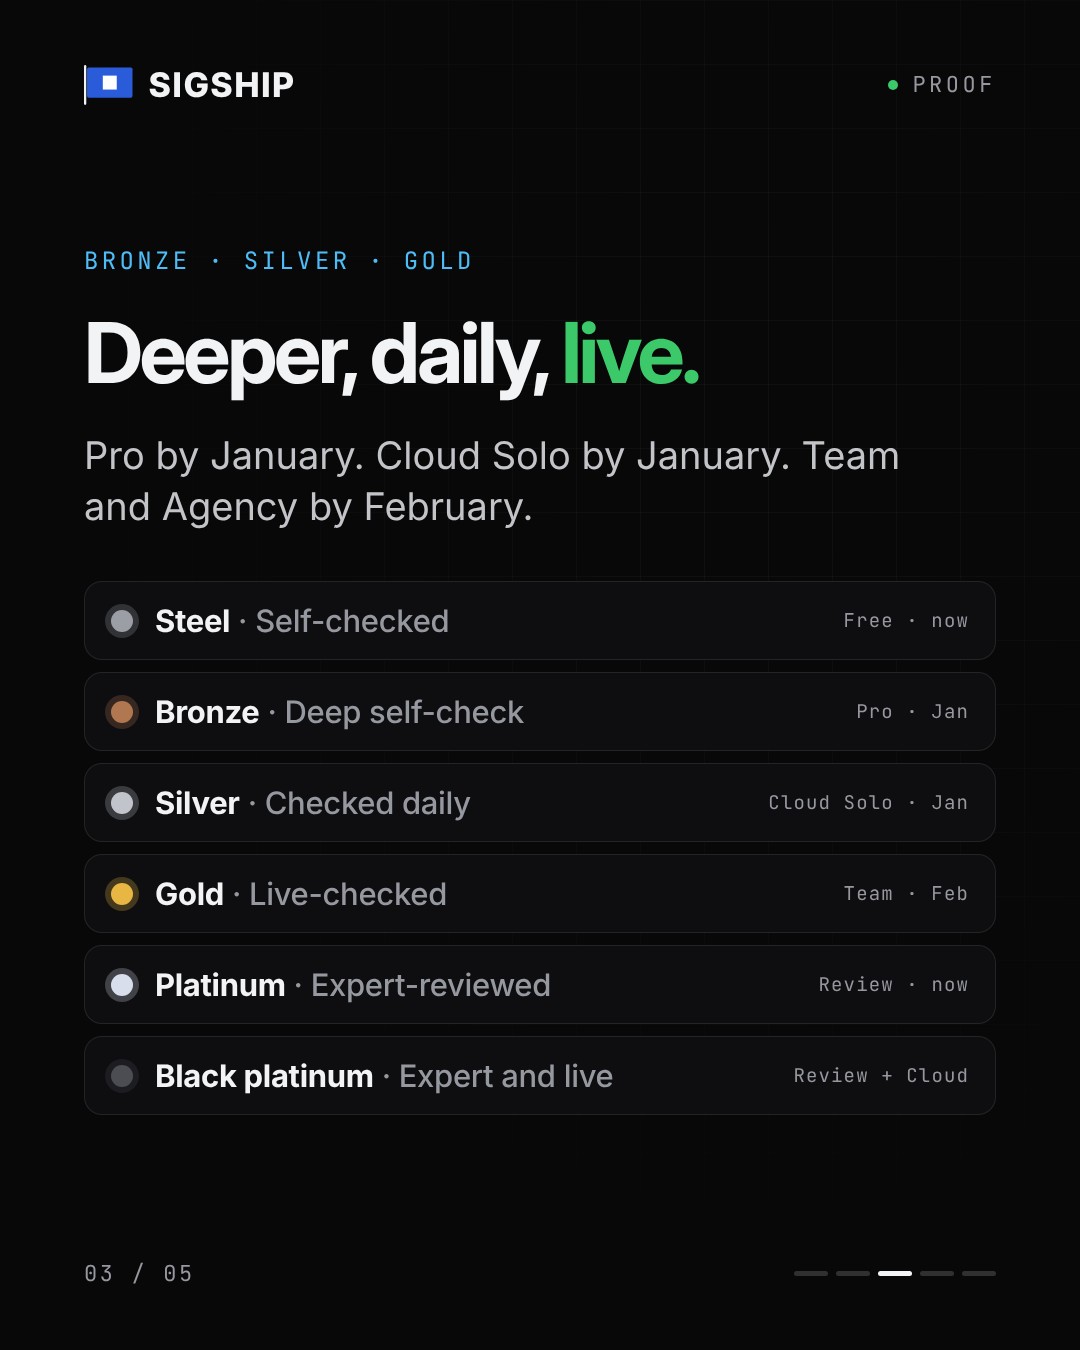 SIGSHIP
PROOF
BRONZE · SILVER · GOLD
Deeper, daily, live.
Pro by January. Cloud Solo by January. Team
and Agency by February.
Steel · Self-checked
Free · now
Bronze · Deep self-check
Pro · Jan
Silver · Checked daily
Cloud Solo · Jan
Gold · Live-checked
Team · Feb
Platinum · Expert-reviewed
Review · now
Black platinum · Expert and live
Review + Cloud
03 / 05